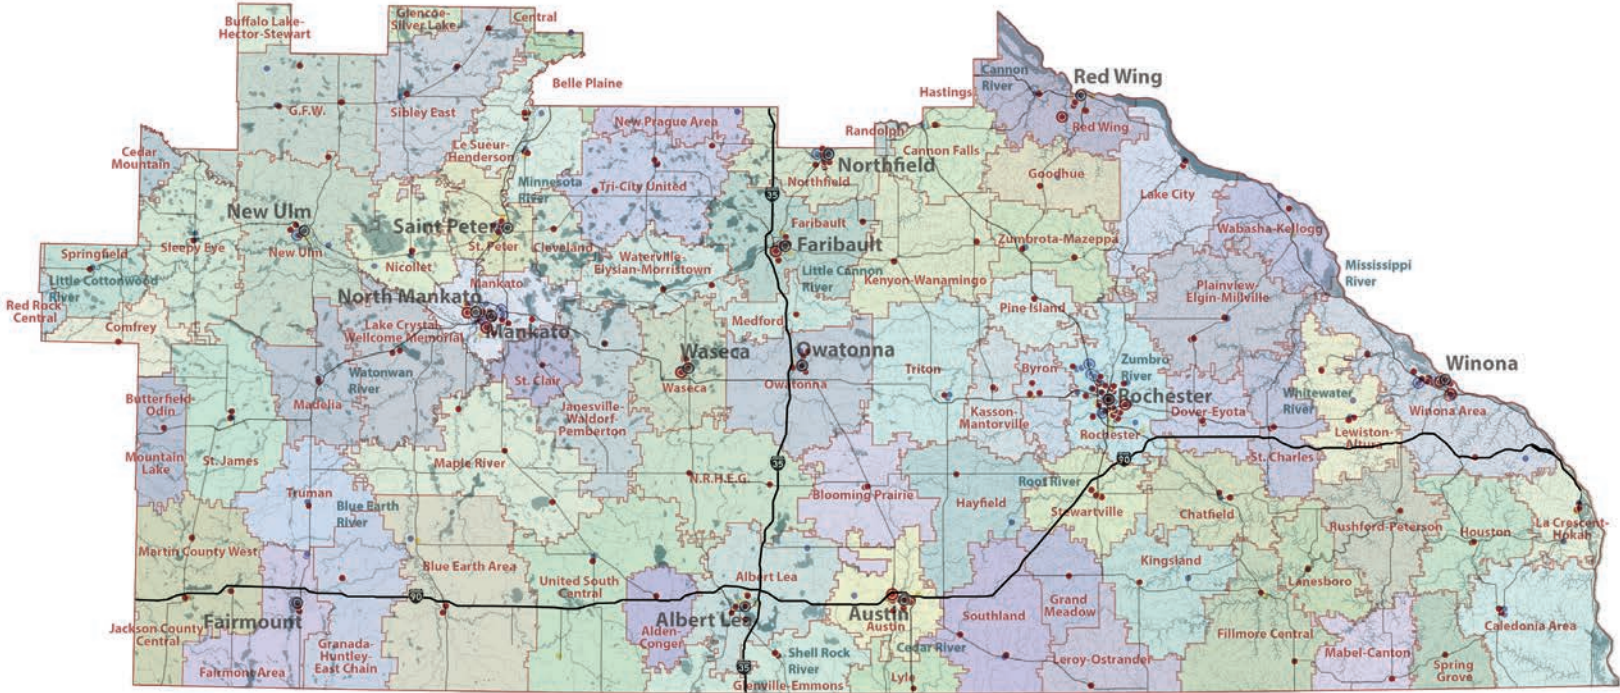 Buffalo Lake-
Hector-Stewart
Glencoe-
Silver Lake
Central
Belle Plaine
G.F.W.
Sibley East
New Prague Area
Hastings
Cannon
River
Red Wing
Red Wing
Randolph
Cannon Falls
Cedar
Mountain
Le Sueur-
Henderson
Minnesota
River
Tri-City United
Northfield
Northfield
Goodhue
Lake City
New Ulm
Saint Peter
35
Faribault
Faribault
Wabasha-Kellogg
Springfield
Sleepy Eye
New Ulm
St. Peter
Cleveland
Waterville-
Elysian-Morristown
Zumbrota-Mazeppa
Little Cottonwood
River
Nicollet
Mankato
Little Cannon
River
Kenyon-Wanamingo
Plainview-
Elgin-Millville
Mississippi
River
Red Rock
Central
Comfrey
North Mankato
Mankato
Lake Crystal
Wellcome Memorial
Medford
Pine Island
Waseca
Owatonna
Winona
Watonwan
River
St. Clair
Waseca
Owatonna
Triton
Byron
Zumbro
River
Butterfield-
Odin
Madelia
Janesville-
Waldorf-
Pemberton
Kasson-
Mantorville
Rochester
Rochester
Dover-Eyota
Whitewater
River
Winona Area
Lewiston-
Altura
Mountain
Lake
St. James
Maple River
35
90
St. Charles
N.R.H.E.G.
Truman
Blue Earth
River
Blooming Prairie
Hayfield
Root River
Stewartville
Chatfield
Rushford-Peterson
Houston
La Crescent-
Hokah
Martin County West
Blue Earth Area
United South
Central
Albert Lea
Kingsland
Lanesboro
90
Jackson County
Central
Fairmount
Albert Lea
Austin
Austin
Southland
Grand
Meadow
Granada-
Huntley-
East Chain
Alden-
Conger
Cedar River
Fillmore Central
Caledonia Area
Fairmont Area
35
Shell Rock
River
Glenville-Emmons
Lyle
Leroy-Ostrander
Mabel-Canton
Spring
Grove